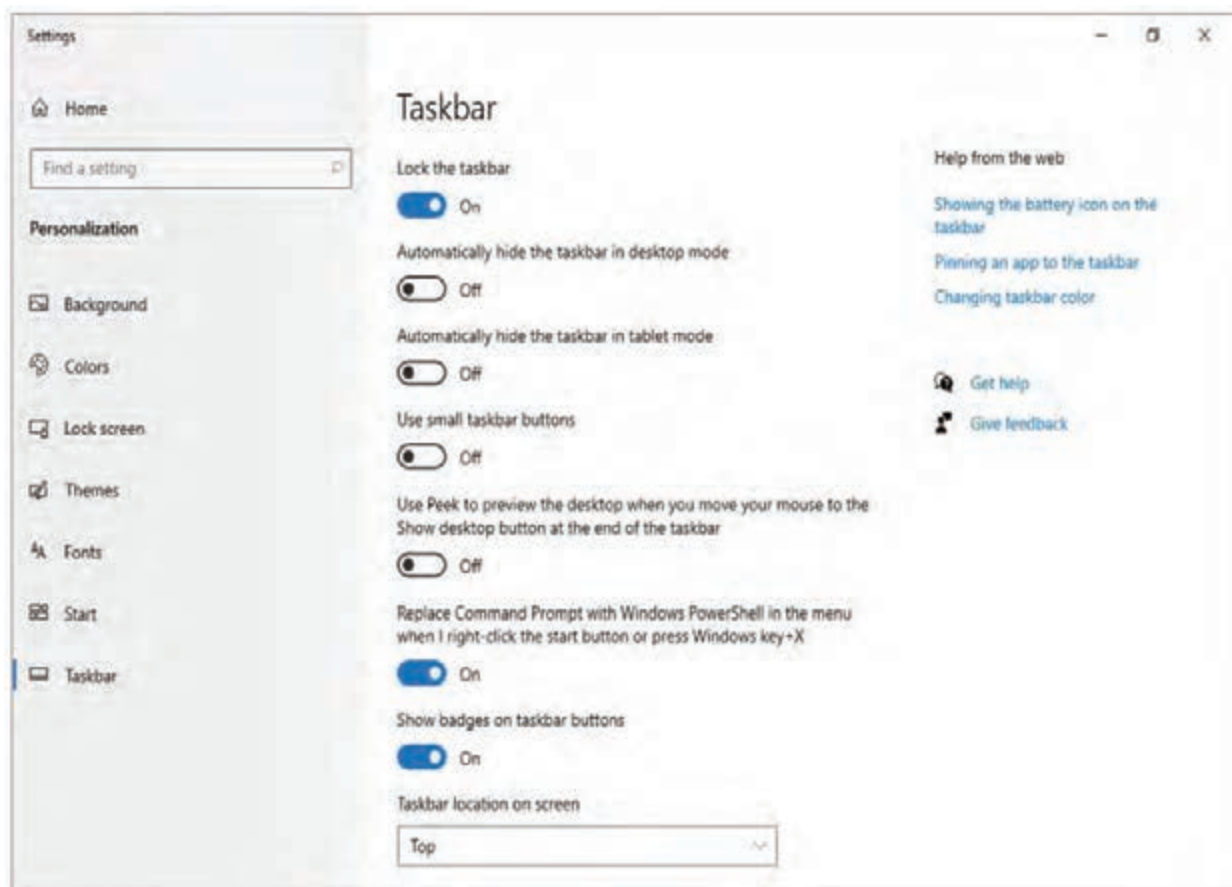 Settings
Home
Find a setting
Personalization
Background
Colors
Lock screen
Themes
Fonts
Start
Taskbar
Taskbar
Lock the taskbar
On
Automatically hide the taskbar in desktop mode
Off
Automatically hide the taskbar in tablet mode
Off
Use small taskbar buttons
Off
Use Peek to preview the desktop when you move your mouse to the
Show desktop button at the end of the taskbar
Off
Replace Command Prompt with Windows PowerShell in the menu
when I right-click the start button or press Windows key+X
On
Show badges on taskbar buttons
On
Taskbar location on screen
Top
Help from the web
Showing the battery icon on the
taskbar
Pinning an app to the taskbar
Changing taskbar color
Get help
Give feedback